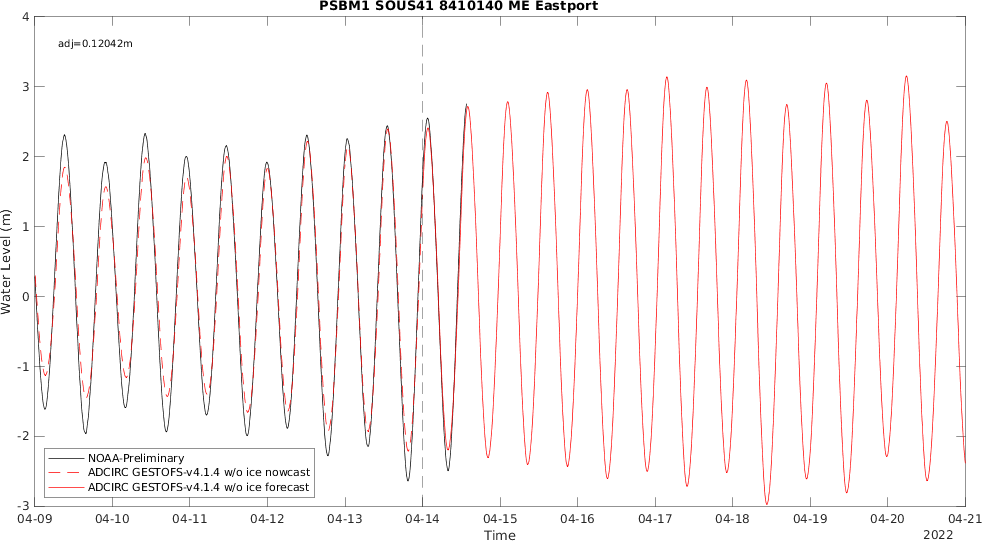 PSBM1 SOUS41 8410140 ME Eastport
adj=0.12042m
Water Level (m)
4
3
2
1
0
-1
-2
-3
NOAA-Preliminary
ADCIRC GESTOFS-v4.1.4 w/o ice nowcast
ADCIRC GESTOFS-v4.1.4 w/o ice forecast
04-09 04-10 04-11 04-12 04-13 04-14 04-15 04-16 04-17 04-18 04-19 04-20 04-21
Time
2022